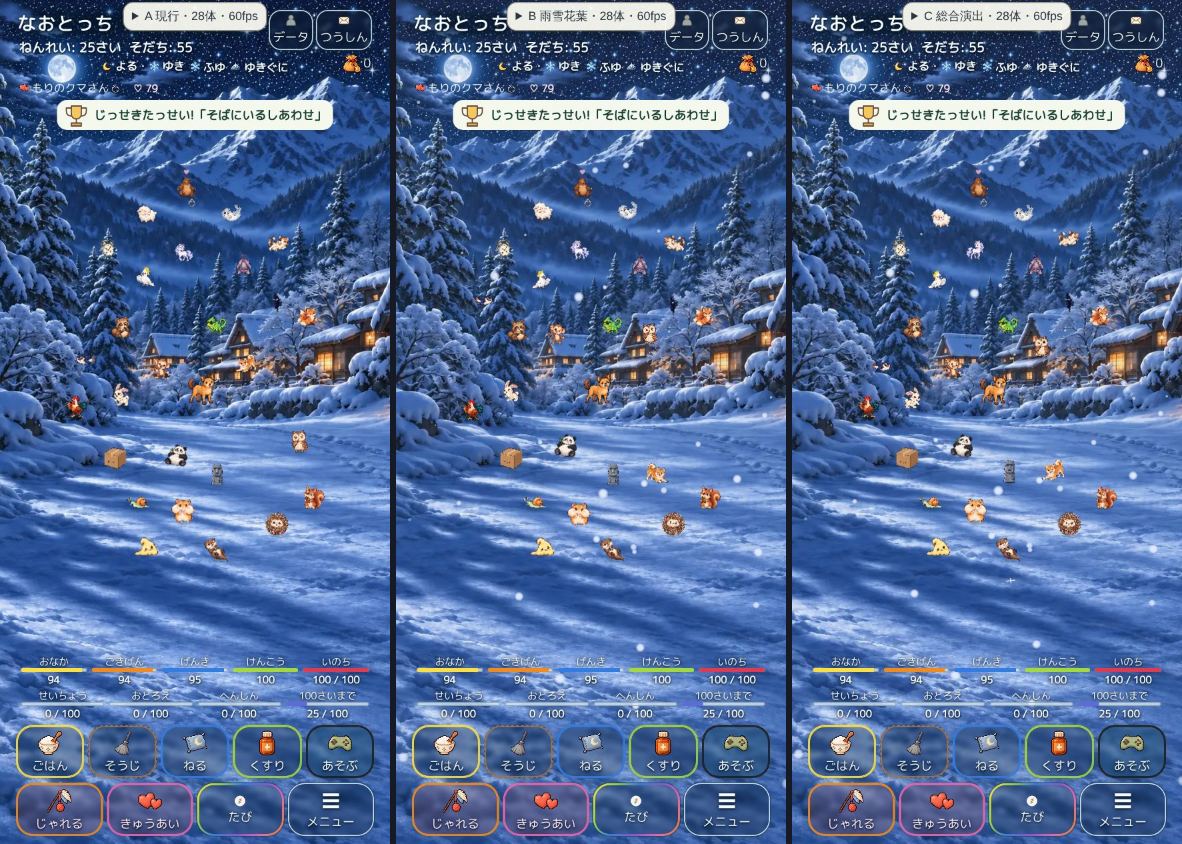 ▶ A 現行・28体・60fps
なおとっち
データ
つうしん
ねんれい: 25さい そだち:.55
よる・ゆき ふゆ ゆきぐに
0
もりのクマさん
♡ 79
じっせきたっせい!「そばにいるしあわせ」
おなか ごきげん げんき けんこう いのち
94 94 95 100 100 / 100
せいちょう おとろえ へんしん 100さいまで
0 / 100 0 / 100 0 / 100 25 / 100
ごはん そうじ ねる くすり あそぶ
じゃれる きゅうあい たび メニュー
▶ B 雨雪花葉・28体・60fps
なおとっち
データ
つうしん
ねんれい: 25さい そだち:.55
よる・ゆき ふゆ ゆきぐに
0
もりのクマさん
♡ 79
じっせきたっせい!「そばにいるしあわせ」
おなか ごきげん げんき けんこう いのち
94 94 95 100 100 / 100
せいちょう おとろえ へんしん 100さいまで
0 / 100 0 / 100 0 / 100 25 / 100
ごはん そうじ ねる くすり あそぶ
じゃれる きゅうあい たび メニュー
▶ C 総合演出・28体・60fps
なおとっち
データ
つうしん
ねんれい: 25さい そだち:.55
よる・ゆき ふゆ ゆきぐに
0
もりのクマさん
♡ 79
じっせきたっせい!「そばにいるしあわせ」
おなか ごきげん げんき けんこう いのち
94 94 95 100 100 / 100
せいちょう おとろえ へんしん 100さいまで
0 / 100 0 / 100 0 / 100 25 / 100
ごはん そうじ ねる くすり あそぶ
じゃれる きゅうあい たび メニュー